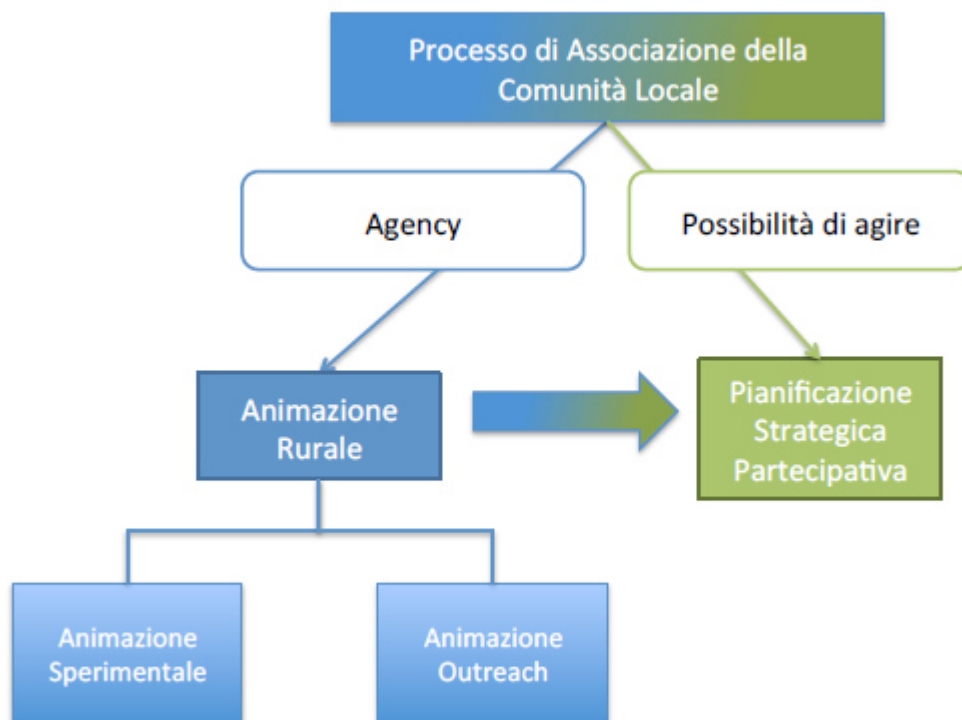 Processo di Associazione della
Comunità Locale
Agency
Possibilità di agire
Animazione
Rurale
Pianificazione
Strategica
Partecipativa
Animazione
Sperimentale
Animazione
Outreach